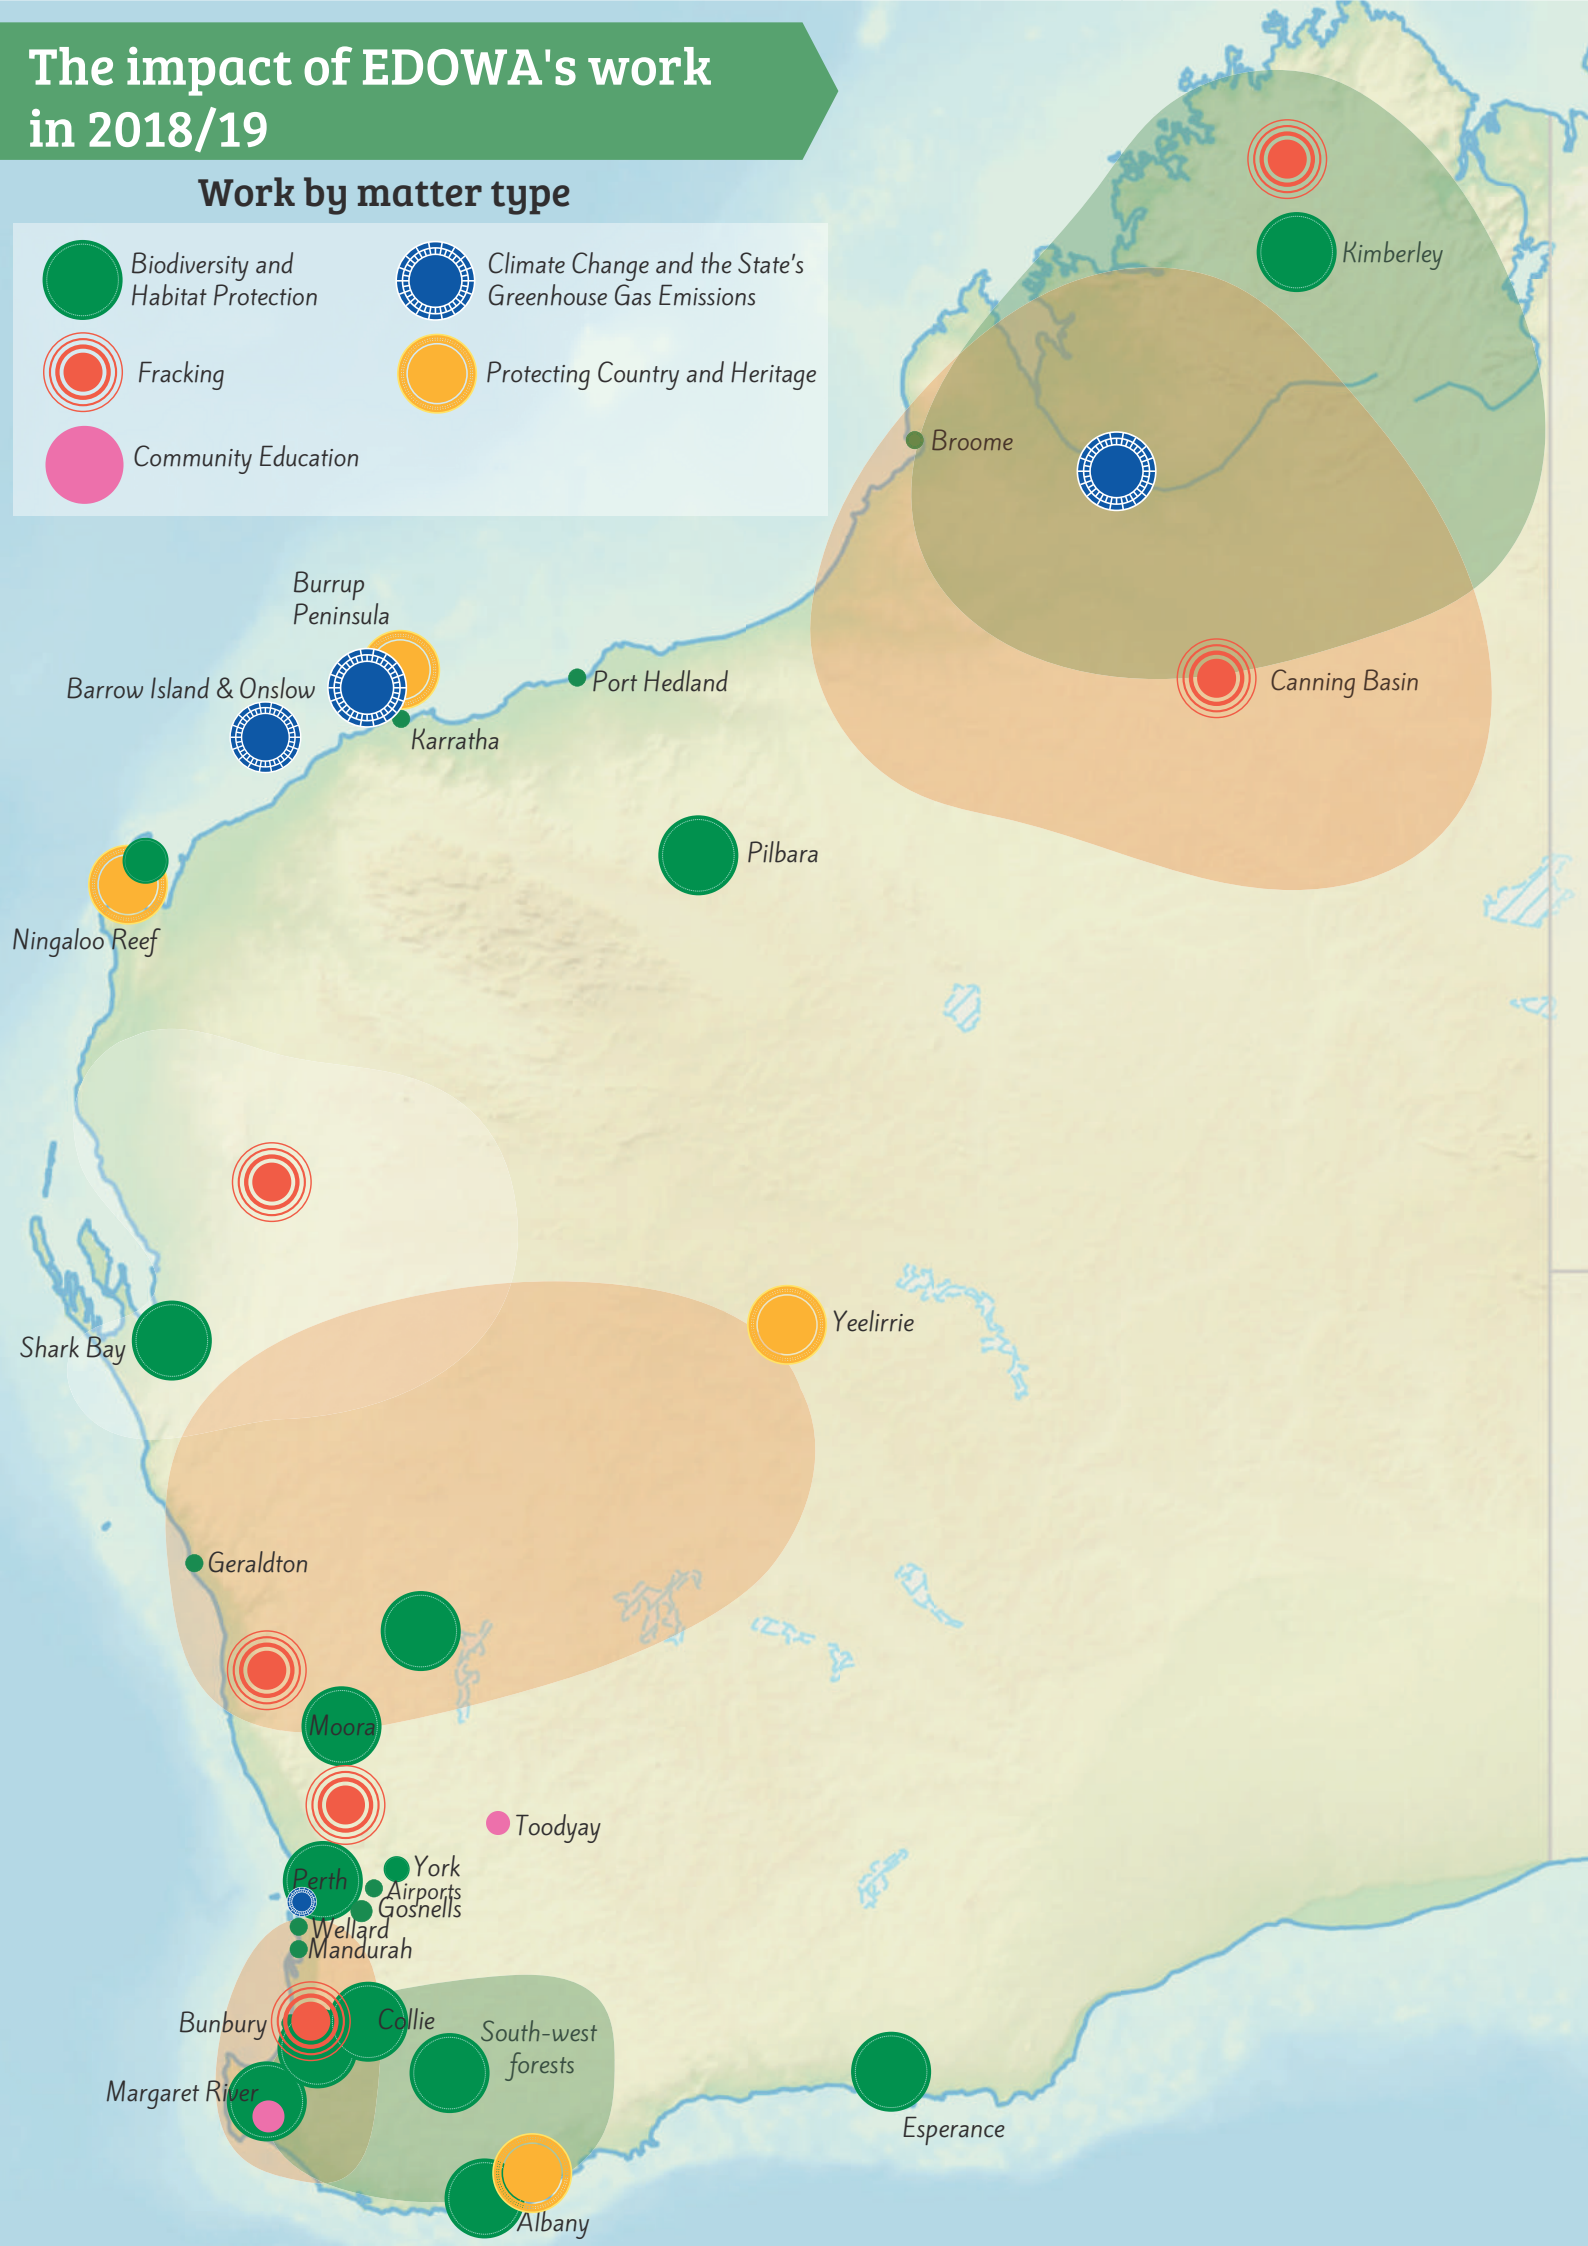 The impact of EDOWA's work
in 2018/19
Work by matter type
Biodiversity and
Habitat Protection
Climate Change and the State's
Greenhouse Gas Emissions
Fracking
Protecting Country and Heritage
Community Education
Kimberley
Broome
Burrup
Peninsula
Barrow Island & Onslow
Port Hedland
Canning Basin
Karratha
Pilbara
Ningaloo Reef
Yeelirrie
Shark Bay
Geraldton
Moora
Toodyay
York
Perth
Airports
Gosnells
Wellard
Mandurah
Bunbury
Collie
South-west
forests
Margaret River
Esperance
Albany